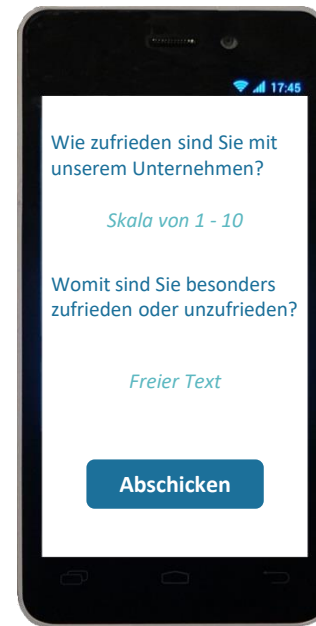 17:45
Wie zufrieden sind Sie mit
unserem Unternehmen?
Skala von 1 - 10
Womit sind Sie besonders
zufrieden oder unzufrieden?
Freier Text
Abschicken